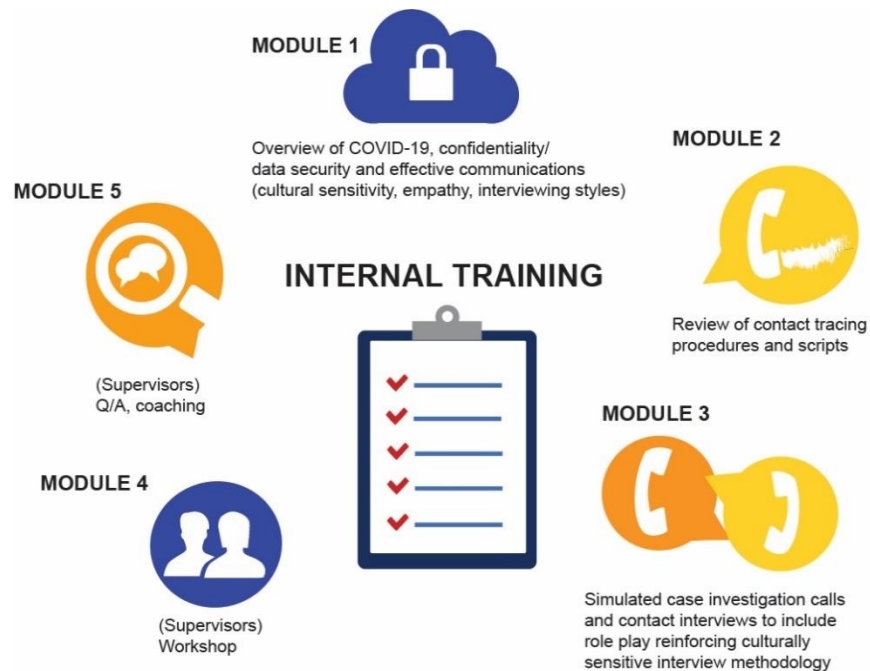 MODULE 1
Overview of COVID-19, confidentiality/
data security and effective communications
(cultural sensitivity, empathy, interviewing styles)
MODULE 2
Review of contact tracing
procedures and scripts
MODULE 5
(Supervisors)
Q/A, coaching
INTERNAL TRAINING
MODULE 3
Simulated case investigation calls
and contact interviews to include
role play reinforcing culturally
sensitive interview methodology
MODULE 4
(Supervisors)
Workshop